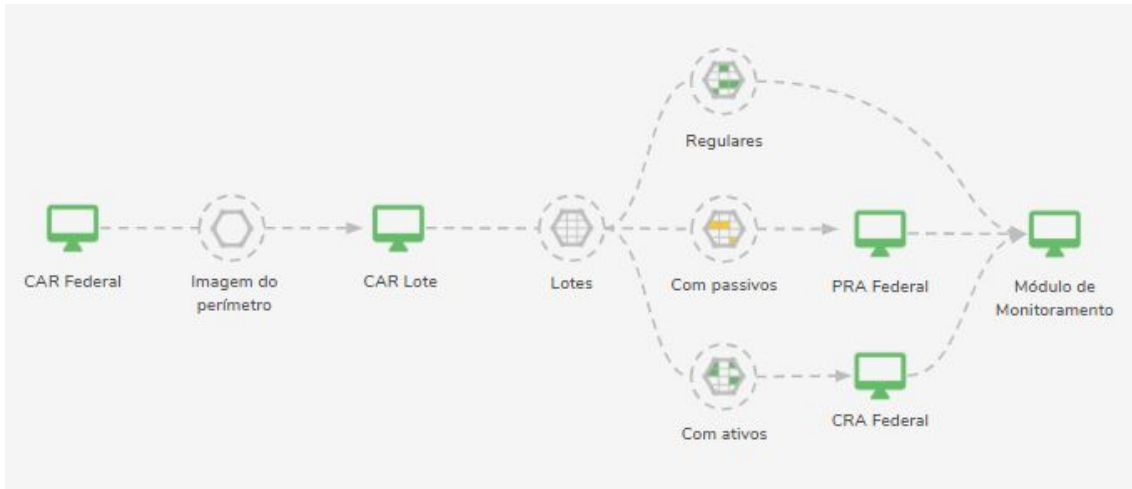 Regulares
CAR Federal
Imagem do
perímetro
CAR Lote
Lotes
Com passivos
PRA Federal
Módulo de
Monitoramento
Com ativos
CRA Federal